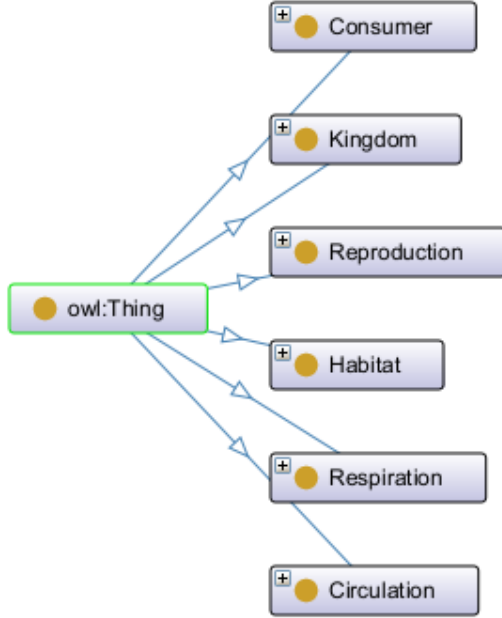 Consumer
Kingdom
Reproduction
owl:Thing
Habitat
Respiration
Circulation